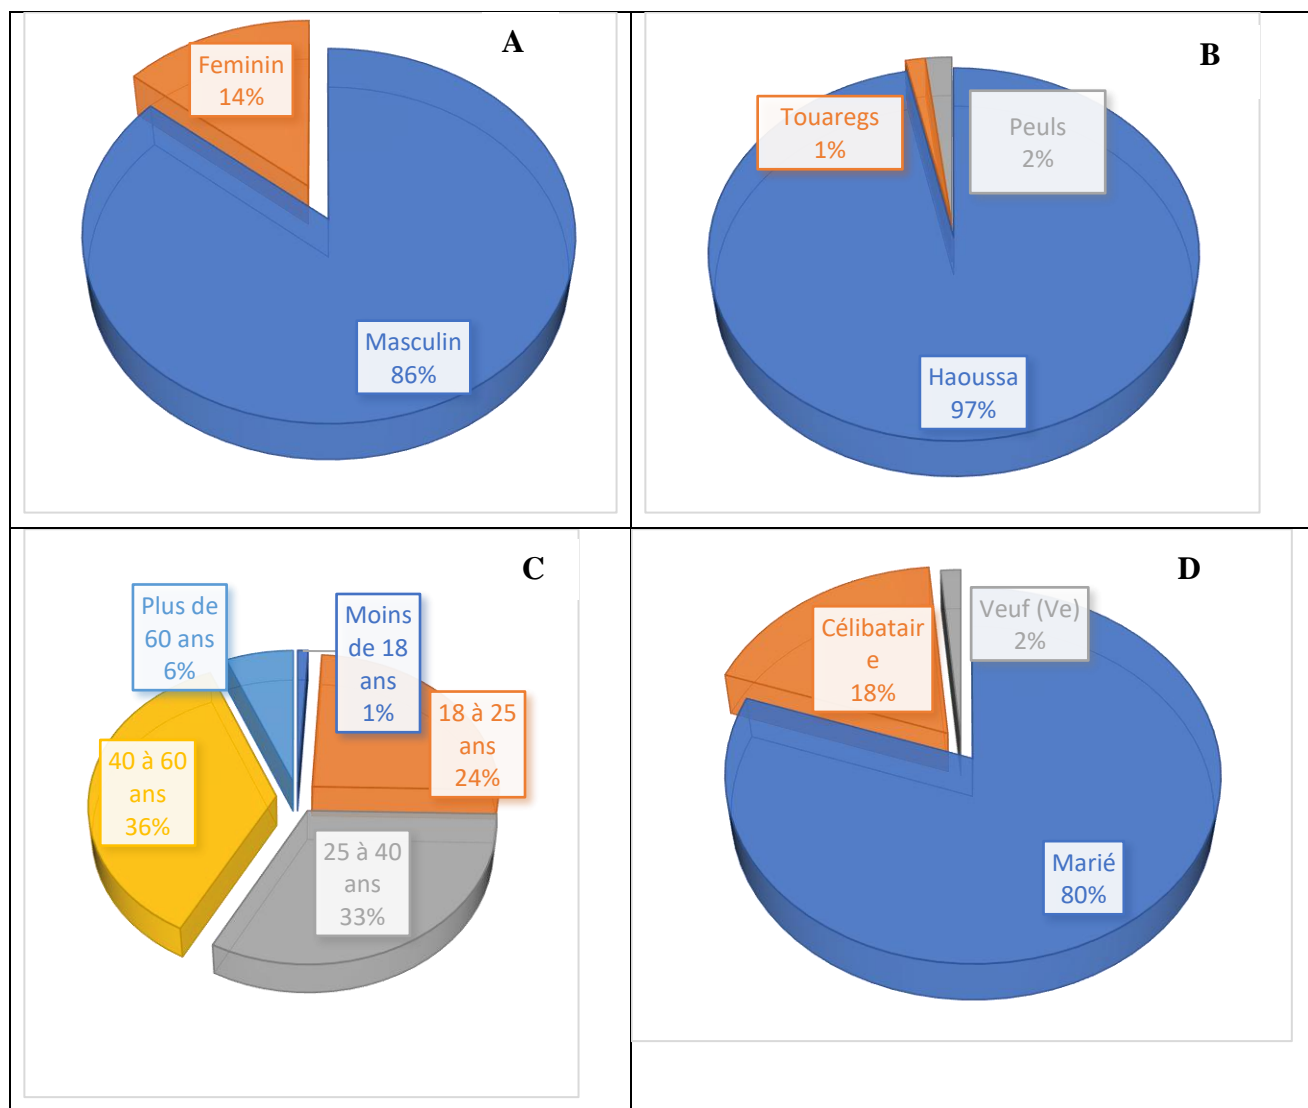 A
Feminin
14%
Masculin
86%
B
Touaregs
1%
Peuls
2%
Haoussa
97%
C
Plus de
60 ans
6%
Moins
de 18
ans
1%
18 à 25
ans
24%
40 à 60
ans
36%
25 à 40
ans
33%
D
Veuf (Ve)
2%
Célibatair
e
18%
Marié
80%